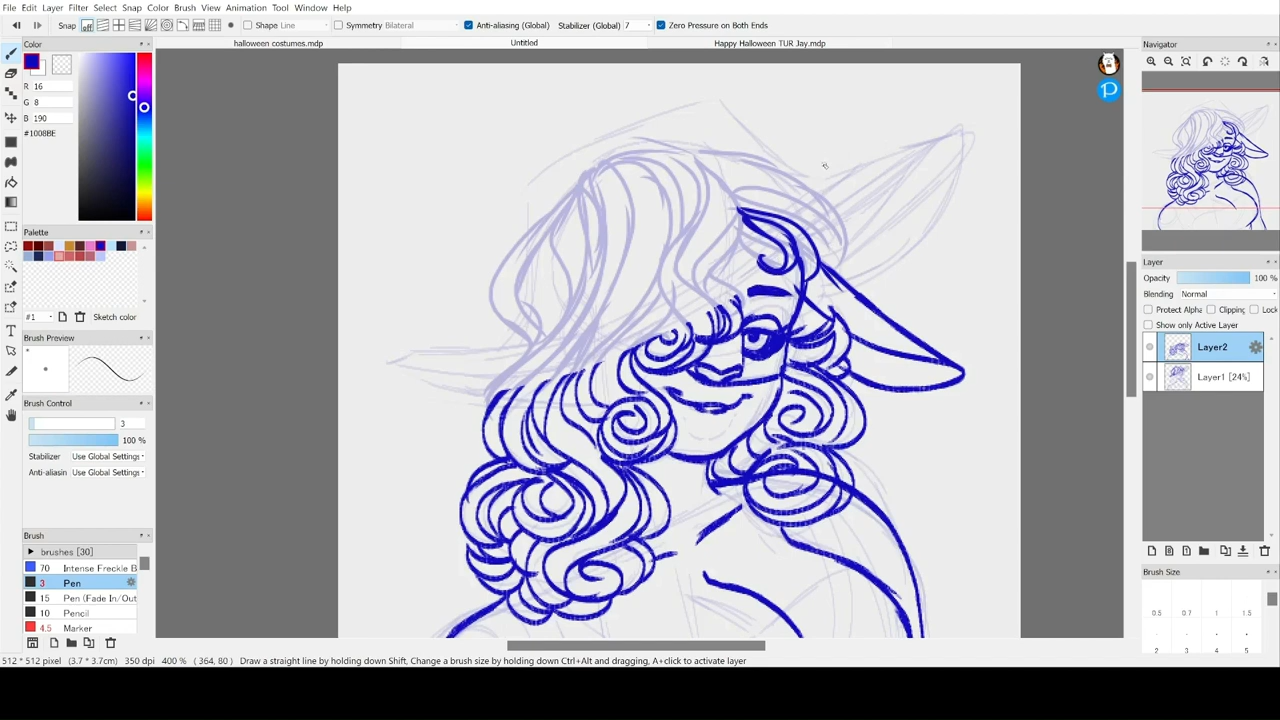 File Edit Layer Filter Select Snap Color Brush View Animation Tool Window Help
Snap off Shape Line Symmetry Bilateral Anti-aliasing (Global) Stabilizer (Global) 7 Zero Pressure on Both Ends
Color
halloween costumes.mdp Untitled Happy Halloween TUR Jay.mdp
Navigator
R 16
G 8
B 190
#1008BE
Palette
#1 Sketch color
Brush Preview
Brush Control
3
100 %
Stabilizer Use Global Settings
Anti-aliasin Use Global Settings
Brush
brushes [30]
70 Intense Freckle B
3 Pen
15 Pen (Fade In/Out
10 Pencil
4.5 Marker
Layer
Opacity 100 %
Blending Normal
Protect Alpha Clipping Lock
Show only Active Layer
Layer2
Layer1 [24%]
Brush Size
0.5 0.7 1 1.5
2 3 4 5
512 * 512 pixel (3.7 * 3.7cm) 350 dpi 400 % ( 364, 80 ) Draw a straight line by holding down Shift, Change a brush size by holding down Ctrl+Alt and dragging, A+click to activate layer